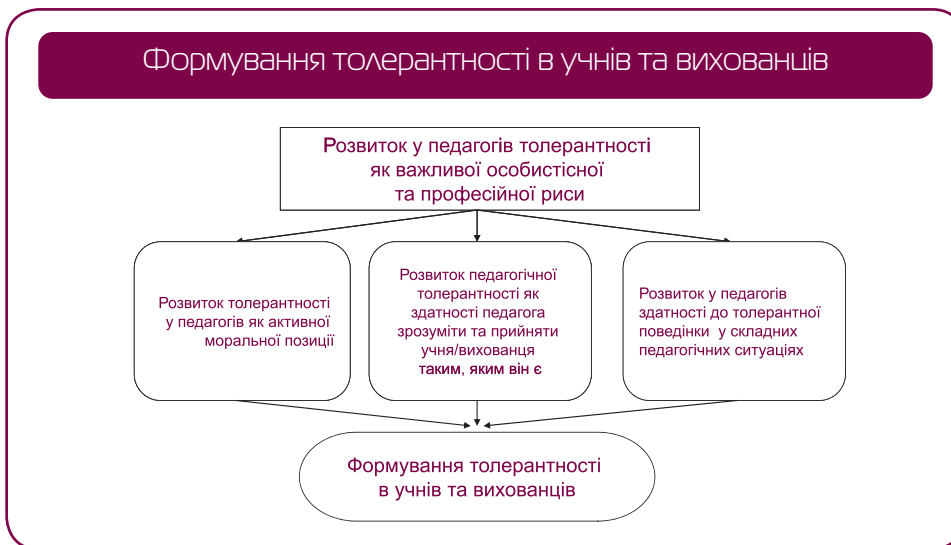 Формування толерантності в учнів та вихованців
Розвиток у педагогів толерантності
як важливої особистісної
та професійної риси
Розвиток толерантності
у педагогів як активної
моральної позиції
Розвиток педагогічної
толерантності як
здатності педагога
зрозуміти та прийняти
учня/вихованця
таким, яким він є
Розвиток у педагогів
здатності до толерантної
поведінки у складних
педагогічних ситуаціях
Формування толерантності
в учнів та вихованців